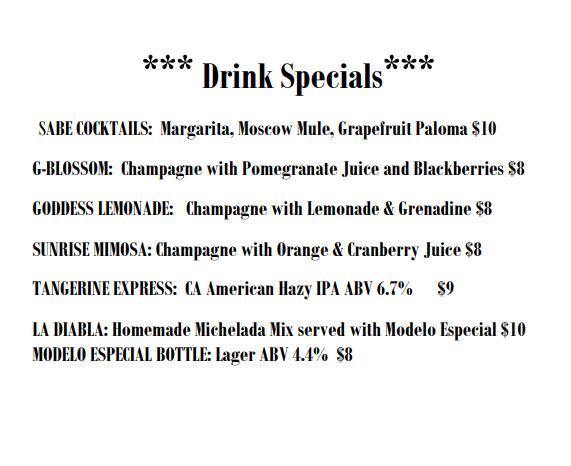 *** Drink Specials***
SABE COCKTAILS: Margarita, Moscow Mule, Grapefruit Paloma $10
G-BLOSSOM: Champagne with Pomegranate Juice and Blackberries $8
GODDESS LEMONADE: Champagne with Lemonade & Grenadine $8
SUNRISE MIMOSA: Champagne with Orange & Cranberry Juice $8
TANGERINE EXPRESS: CA American Hazy IPA ABV 6.7% $9
LA DIABLA: Homemade Michelada Mix served with Modelo Especial $10
MODELO ESPECIAL BOTTLE: Lager ABV 4.4% $8